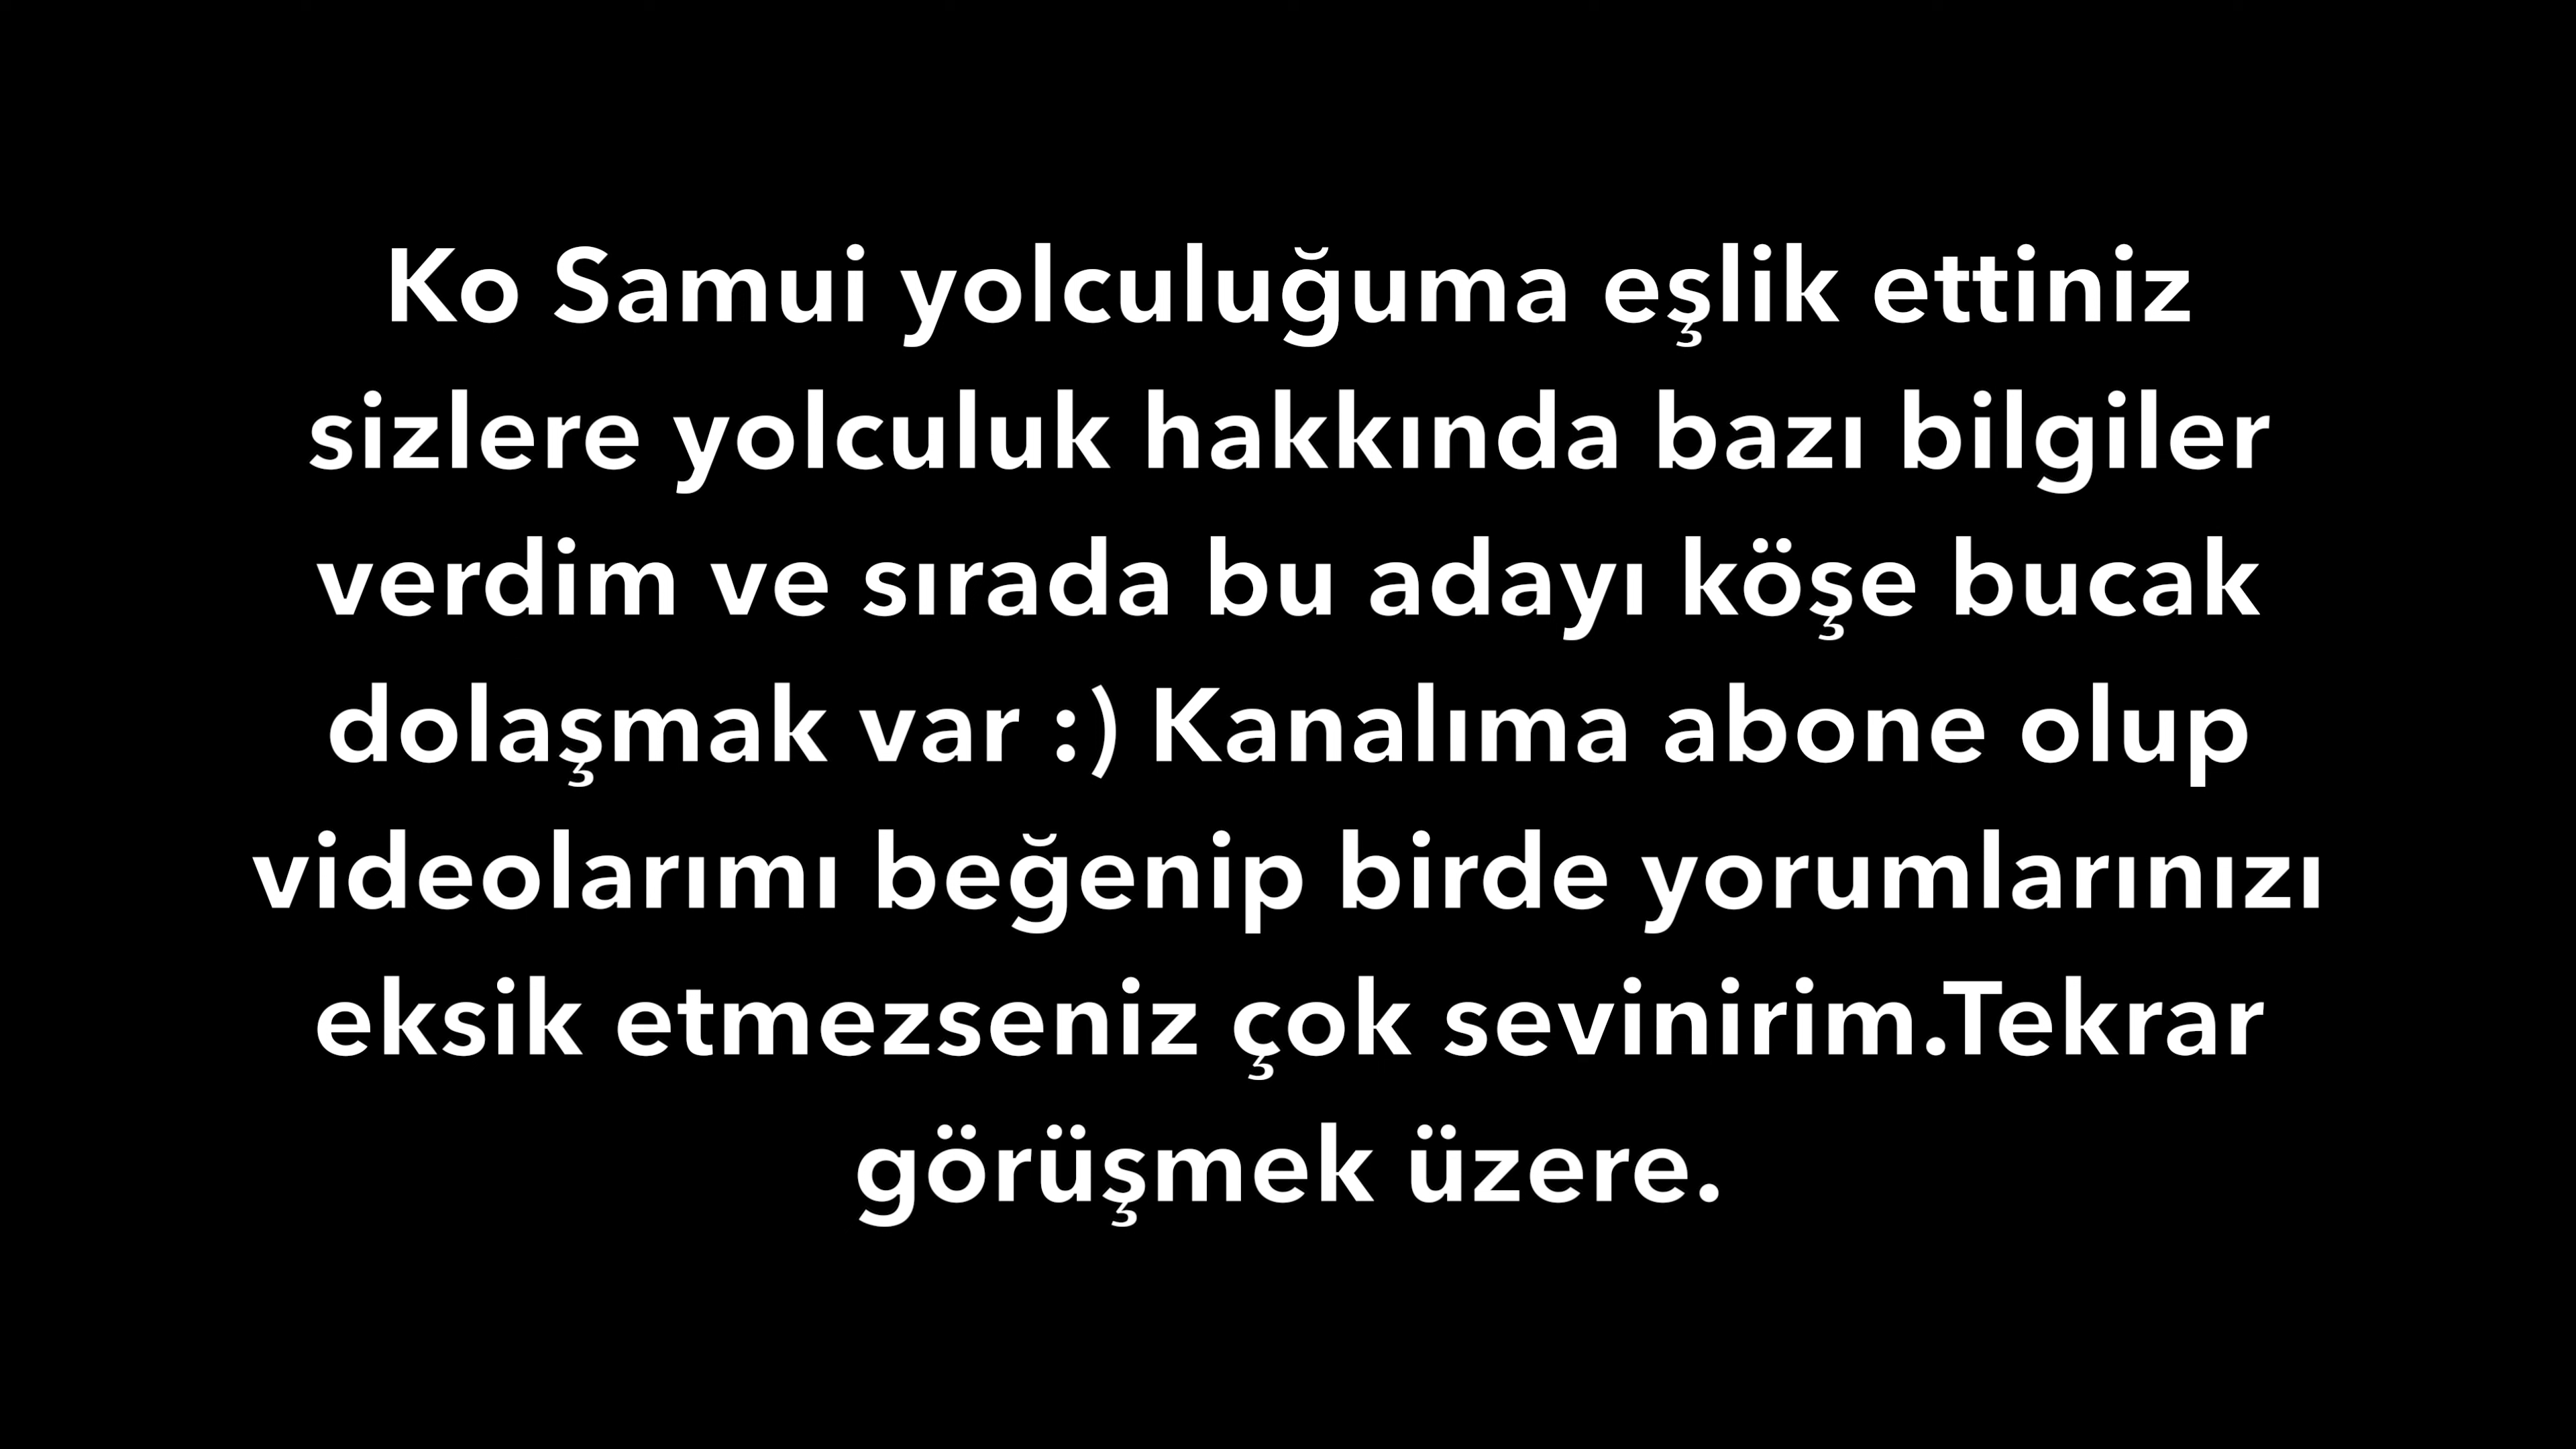 Ko Samui yolculuğuma eşlik ettiniz
sizlere yolculuk hakkında bazı bilgiler
verdim ve sırada bu adayı köşe bucak
dolaşmak var :) Kanalıma abone olup
videolarımı beğenip birde yorumlarınızı
eksik etmezseniz çok sevinirim.Tekrar
görüşmek üzere.